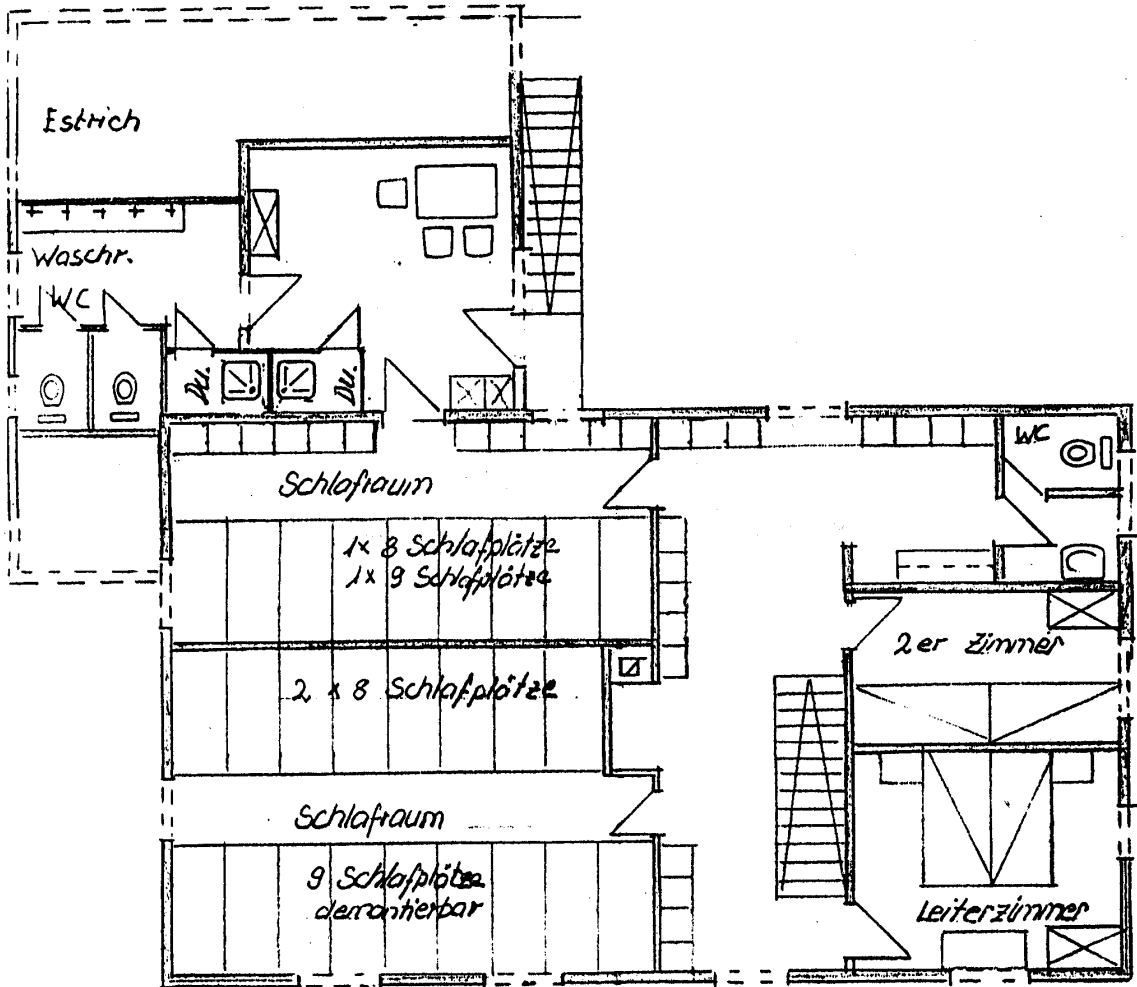 Estrich
Waschr.
WC
Du.
Du.
WC
Schlafraum
1x 8 Schlafplätze
1x 9 Schlafplätze
2er Zimmer
2 x 8 Schlafplätze
Schlafraum
9 Schlafplätze
demontierbar
Leiterzimmer